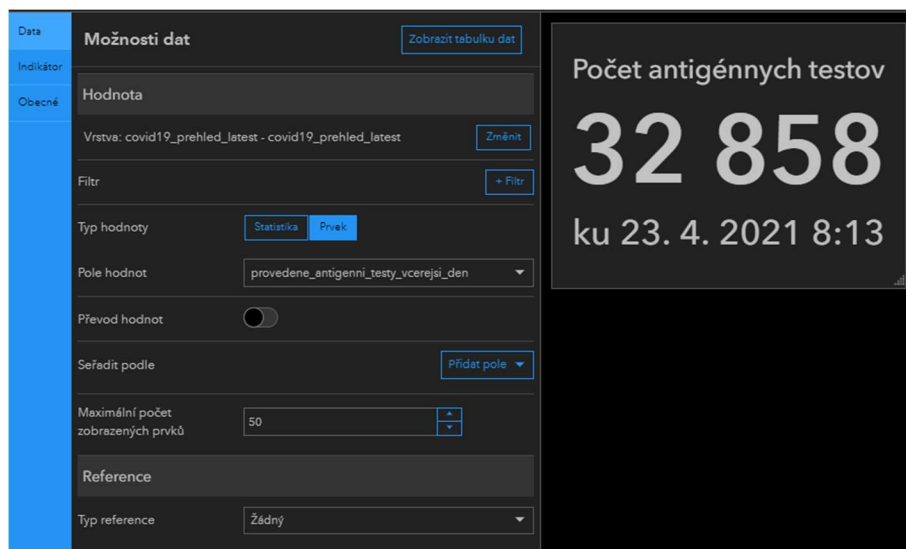 Data
Indikátor
Obecné
Možnosti dat
Zobrazit tabulku dat
Hodnota
Vrstva: covid19_prehled_latest - covid19_prehled_latest
Změnit
Filtr
+ Filtr
Typ hodnoty
Statistika
Prvek
Pole hodnot
provedene_antigenni_testy_vcerejsi_den
Převod hodnot
Seřadit podle
Přidat pole
Maximální počet
zobrazených prvků
50
Reference
Typ reference
Žádný
Počet antigénnych testov
32 858
ku 23. 4. 2021 8:13